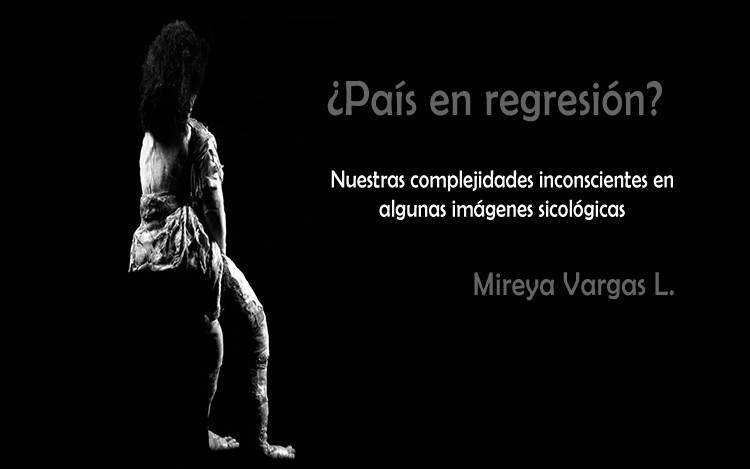 ¿País en regresión?
Nuestras complejidades inconscientes en
algunas imágenes sicológicas
Mireya Vargas L.